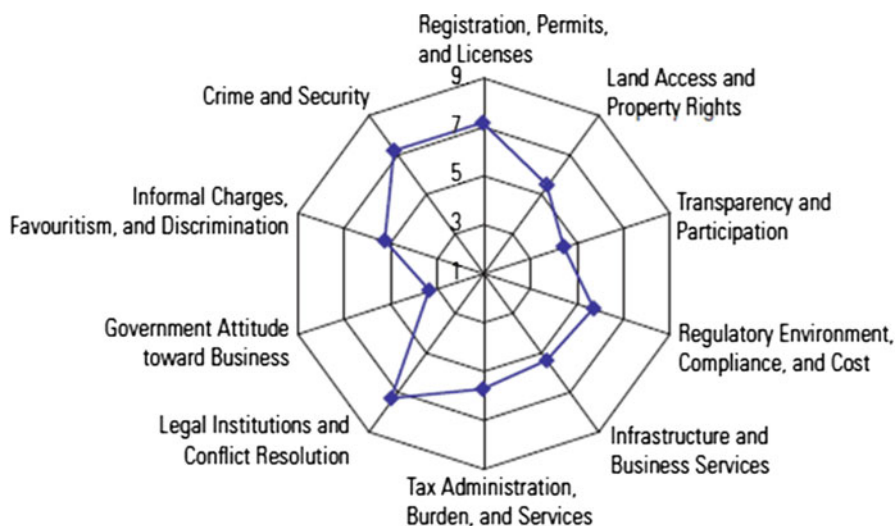 Registration, Permits,
and Licenses
9
7
5
3
1
Land Access and
Property Rights
Transparency and
Participation
Regulatory Environment,
Compliance, and Cost
Infrastructure and
Business Services
Tax Administration,
Burden, and Services
Legal Institutions and
Conflict Resolution
Government Attitude
toward Business
Informal Charges,
Favouritism, and Discrimination
Crime and Security